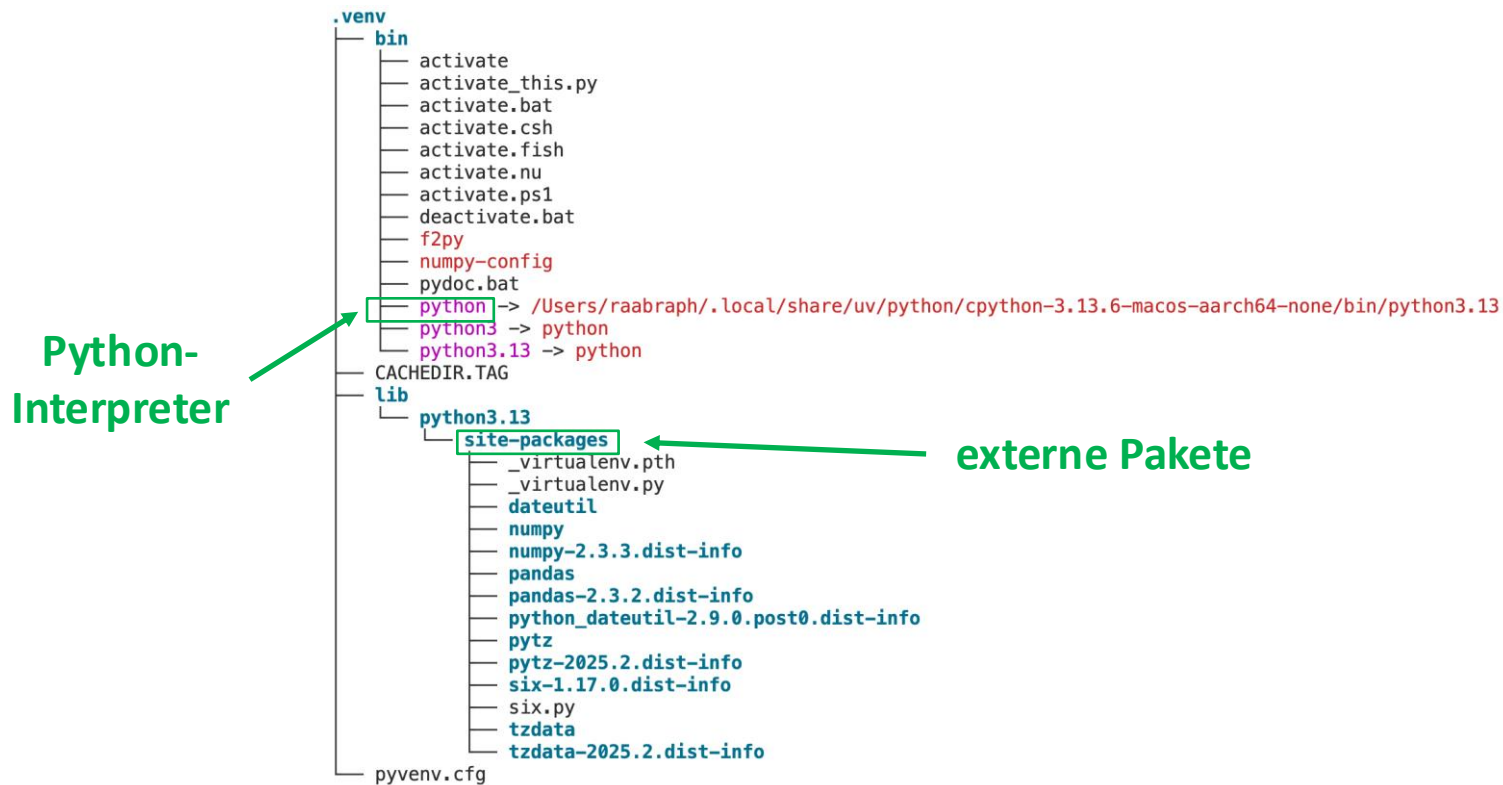 .venv
├── bin
│   ├── activate
│   ├── activate_this.py
│   ├── activate.bat
│   ├── activate.csh
│   ├── activate.fish
│   ├── activate.nu
│   ├── activate.ps1
│   ├── deactivate.bat
│   ├── f2py
│   ├── numpy-config
│   ├── pydoc.bat
│   ├── python -> /Users/raabraph/.local/share/uv/python/cpython-3.13.6-macos-aarch64-none/bin/python3.13
│   ├── python3 -> python
│   └── python3.13 -> python
├── CACHEDIR.TAG
├── lib
│   └── python3.13
│       └── site-packages
│           ├── _virtualenv.pth
│           ├── _virtualenv.py
│           ├── dateutil
│           ├── numpy
│           ├── numpy-2.3.3.dist-info
│           ├── pandas
│           ├── pandas-2.3.2.dist-info
│           ├── python_dateutil-2.9.0.post0.dist-info
│           ├── pytz
│           ├── pytz-2025.2.dist-info
│           ├── six-1.17.0.dist-info
│           ├── six.py
│           ├── tzdata
│           └── tzdata-2025.2.dist-info
└── pyvenv.cfg
Python-
Interpreter
externe Pakete